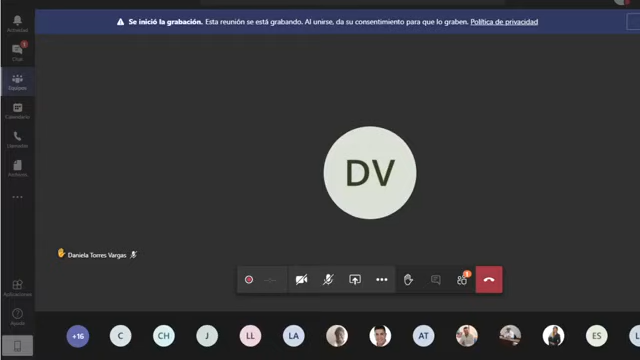 Se inició la grabación. Esta reunión se está grabando. Al unirse, da su consentimiento para que lo graben. Política de privacidad
Actividad
Chat
Equipos
Calendario
Llamadas
Archivos
DV
Daniela Torres Vargas
Aplicaciones
Ayuda
+16
C
CH
J
LL
LA
AT
ES